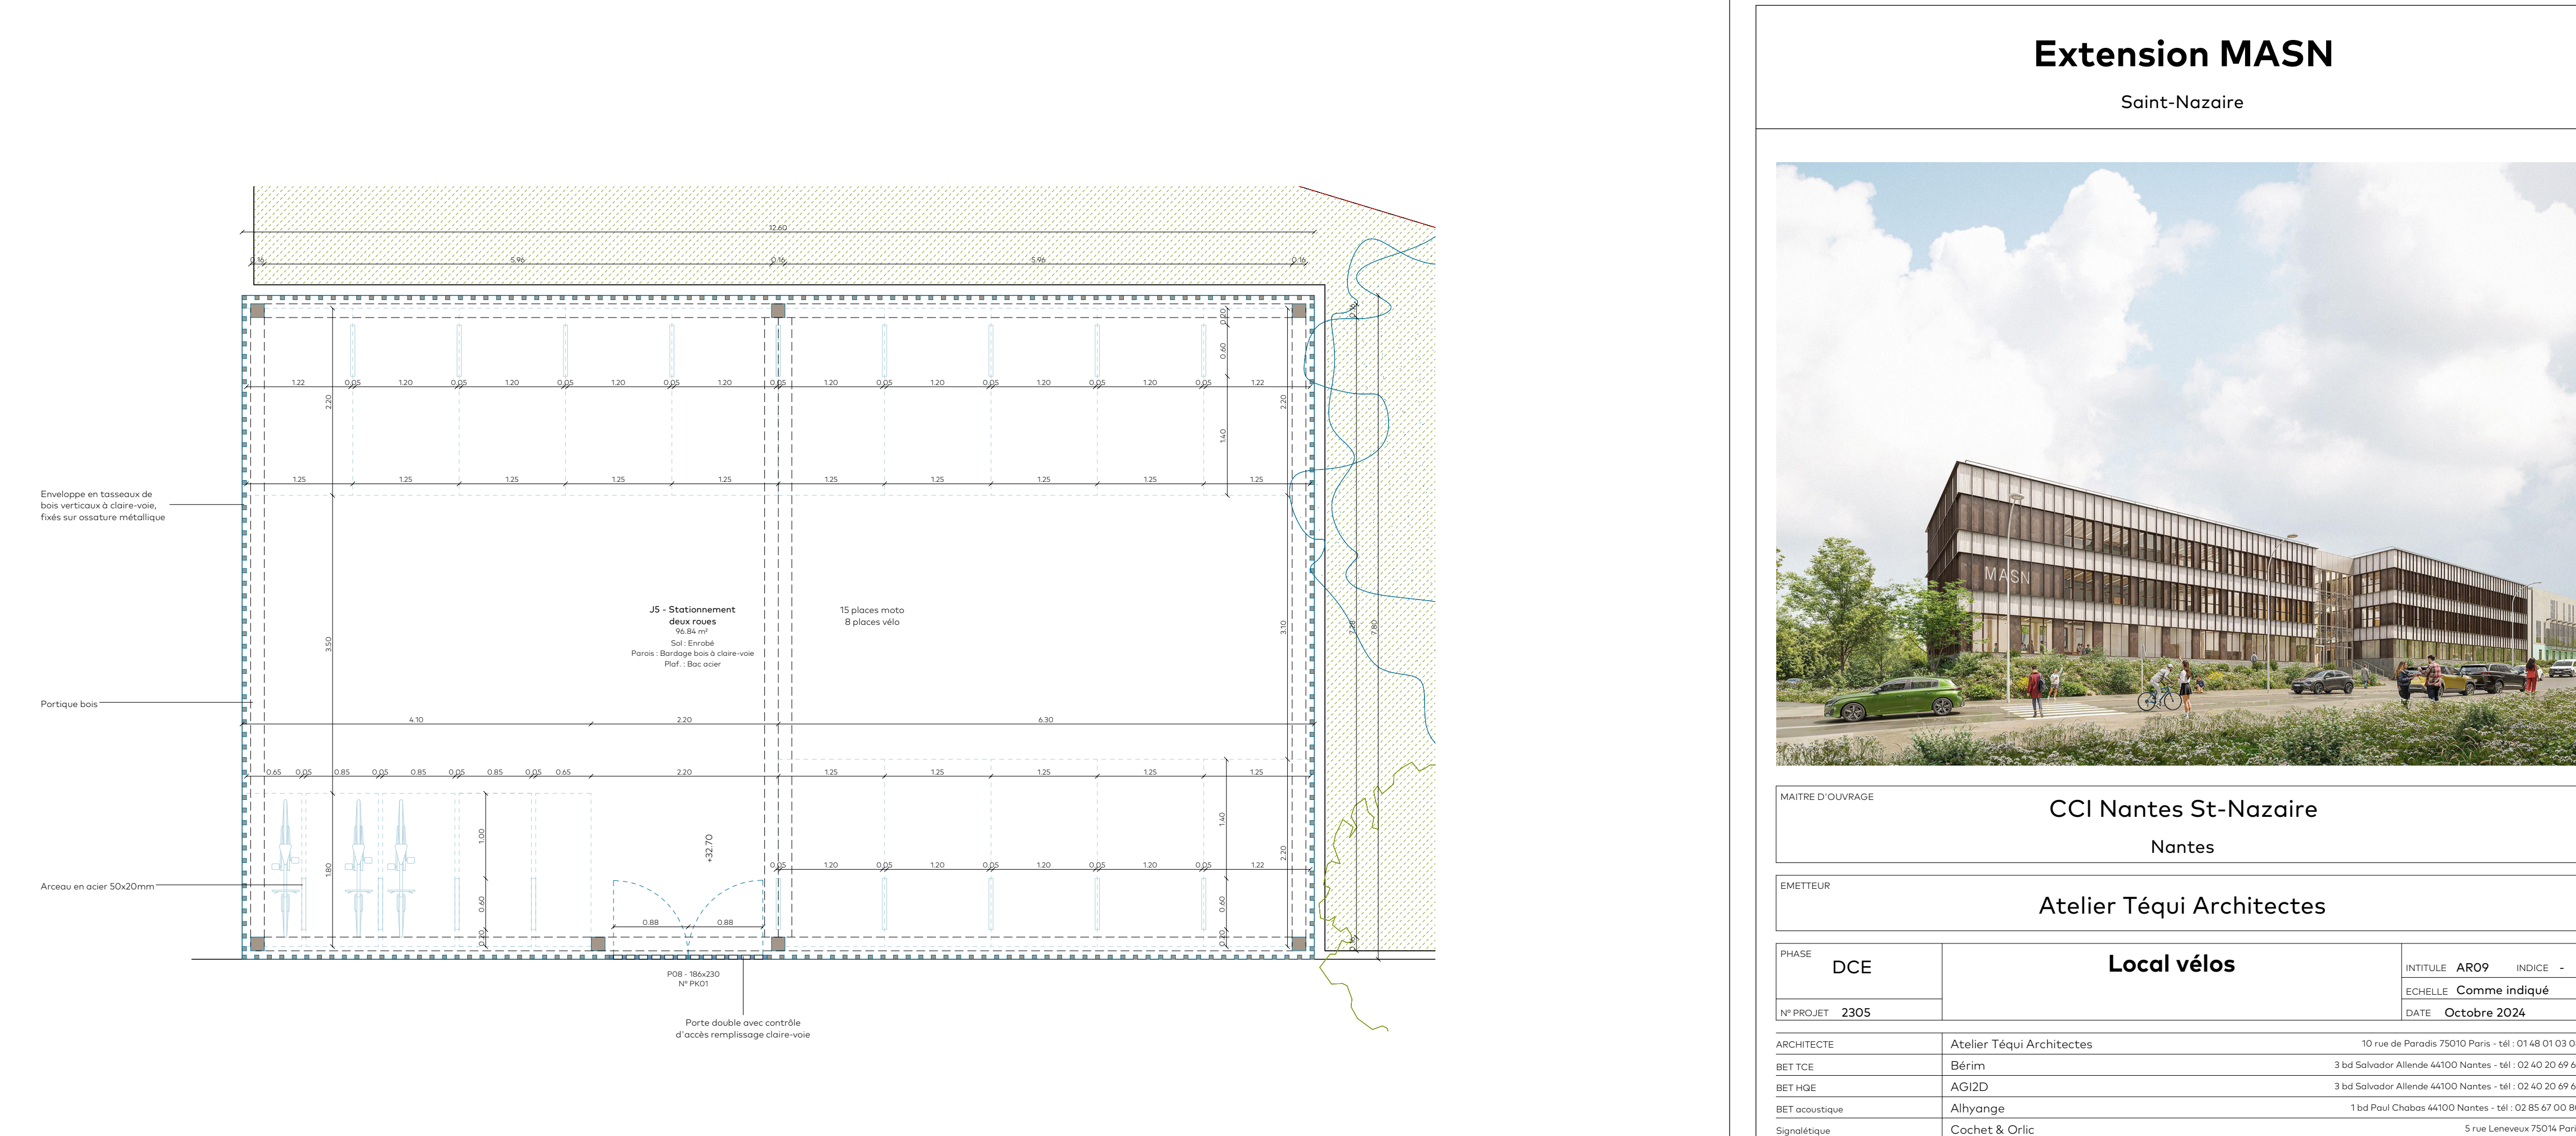 12.60
0.16
5.96
0.16
5.96
0.16
0.20
0.60
1.22
0.05
1.20
0.05
1.20
0.05
1.20
0.05
1.20
0.05
1.20
0.05
1.20
0.05
1.20
0.05
1.20
0.05
1.22
2.20
2.20
1.40
1.25
1.25
1.25
1.25
1.25
1.25
1.25
1.25
1.25
1.25
Enveloppe en tasseaux de
bois verticaux à claire-voie,
fixés sur ossature métallique
J5 - Stationnement
deux roues
96.84 m²
Sol : Enrobé
Parois : Bardage bois à claire-voie
Plaf. : Bac acier
15 places moto
8 places vélo
3.50
3.10
7.80
Portique bois
4.10
2.20
6.30
0.65
0.05
0.85
0.05
0.85
0.05
0.85
0.05
0.65
2.20
1.25
1.25
1.25
1.25
1.25
1.00
1.80
+32.70
1.40
2.20
0.05
1.20
0.05
1.20
0.05
1.20
0.05
1.20
0.05
1.22
Arceau en acier 50x20mm
0.60
0.20
0.88
0.88
0.60
0.20
P08 - 186x230
N° PK01
Porte double avec contrôle
d'accès remplissage claire-voie
Extension MASN
Saint-Nazaire
MASN
MAITRE D'OUVRAGE
CCI Nantes St-Nazaire
Nantes
EMETTEUR
Atelier Téqui Architectes
PHASE
DCE
N° PROJET 2305
Local vélos
INTITULE AR09 INDICE -
ECHELLE Comme indiqué
DATE Octobre 2024
ARCHITECTE Atelier Téqui Architectes 10 rue de Paradis 75010 Paris - tél : 01 48 01 03
BET TCE Bérim 3 bd Salvador Allende 44100 Nantes - tél : 02 40 20 69
BET HQE AGI2D 3 bd Salvador Allende 44100 Nantes - tél : 02 40 20 69
BET acoustique Alhyange 1 bd Paul Chabas 44100 Nantes - tél : 02 85 67 00
Signalétique Cochet & Orlic 5 rue Leneveux 75014